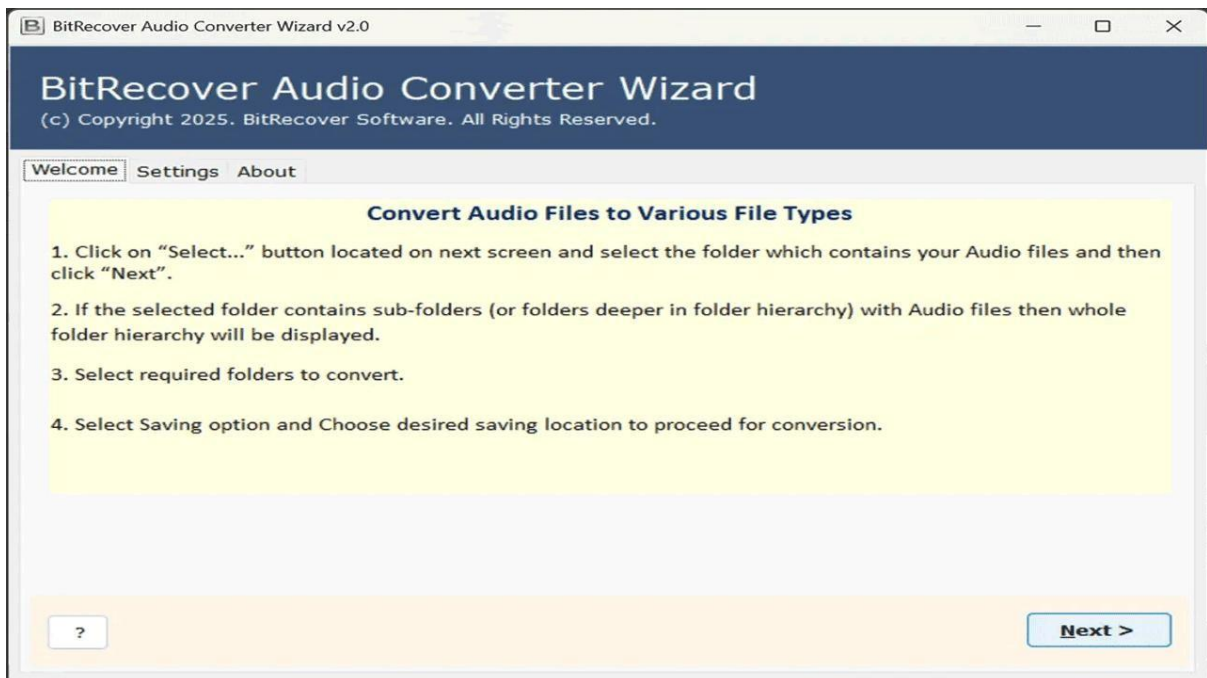 BitRecover Audio Converter Wizard v2.0
BitRecover Audio Converter Wizard
(c) Copyright 2025. BitRecover Software. All Rights Reserved.
Welcome Settings About
Convert Audio Files to Various File Types
1. Click on “Select...” button located on next screen and select the folder which contains your Audio files and then
click “Next”.
2. If the selected folder contains sub-folders (or folders deeper in folder hierarchy) with Audio files then whole
folder hierarchy will be displayed.
3. Select required folders to convert.
4. Select Saving option and Choose desired saving location to proceed for conversion.
? Next >